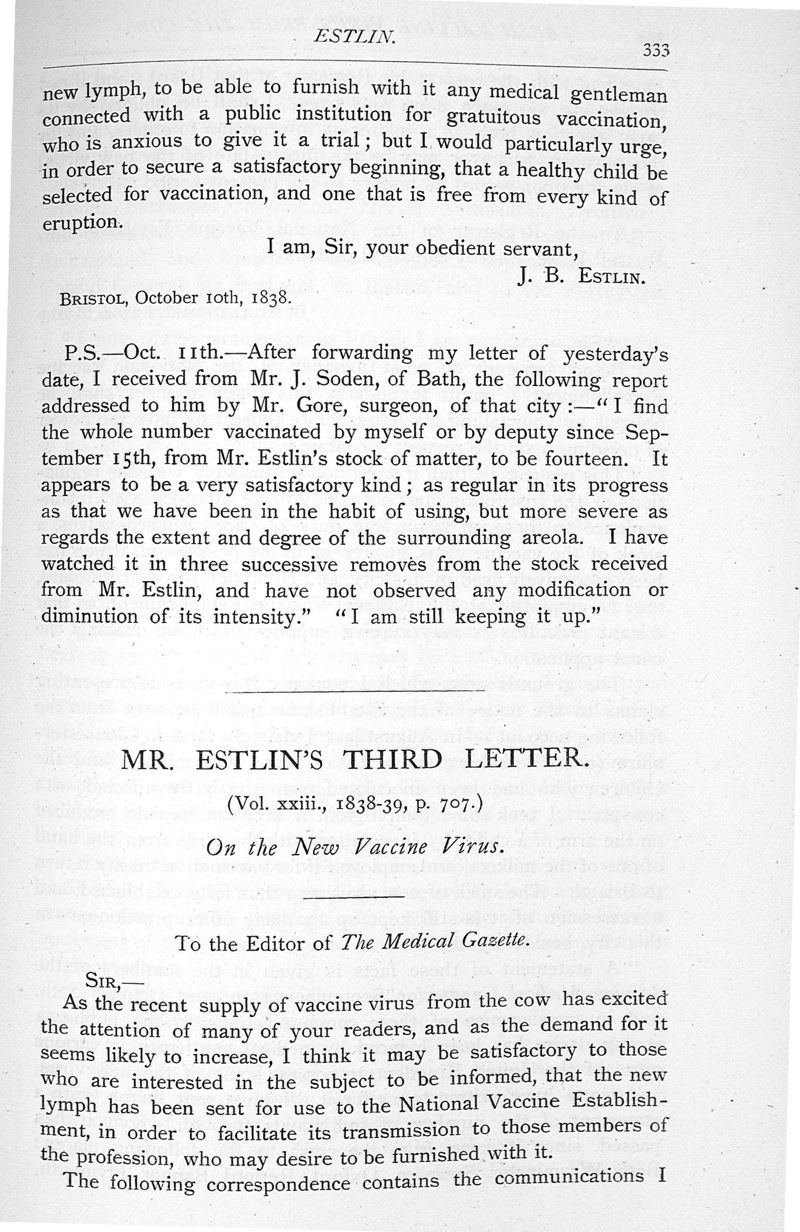 ESTLIN.
333
new lymph, to be able to furnish with it any medical gentleman
connected with a public institution for gratuitous vaccination,
who is anxious to give it a trial; but I would particularly urge,
in order to secure a satisfactory beginning, that a healthy child be
selected for vaccination, and one that is free from every kind of
eruption.
I am, Sir, your obedient servant,
J. B. ESTLIN.
BRISTOL, October 10th, 1838.
P.S.—Oct. 11th.—After forwarding my letter of yesterday's
date, I received from Mr. J. Soden, of Bath, the following report
addressed to him by Mr. Gore, surgeon, of that city:—"I find
the whole number vaccinated by myself or by deputy since Sep-
tember 15th, from Mr. Estlin's stock of matter, to be fourteen. It
appears to be a very satisfactory kind; as regular in its progress
as that we have been in the habit of using, but more severe as
regards the extent and degree of the surrounding areola. I have
watched it in three successive removes from the stock received
from Mr. Estlin, and have not observed any modification or
diminution of its intensity." "I am still keeping it up."
MR. ESTLIN'S THIRD LETTER.
(Vol. xxiii., 1838-39, p. 707.)
On the New Vaccine Virus.
To the Editor of The Medical Gazette.
SIR,—
As the recent supply of vaccine virus from the cow has excited
the attention of many of your readers, and as the demand for it
seems likely to increase, I think it may be satisfactory to those
who are interested in the subject to be informed, that the new
lymph has been sent for use to the National Vaccine Establish-
ment, in order to facilitate its transmission to those members of
the profession, who may desire to be furnished with it.
The following correspondence contains the communications I